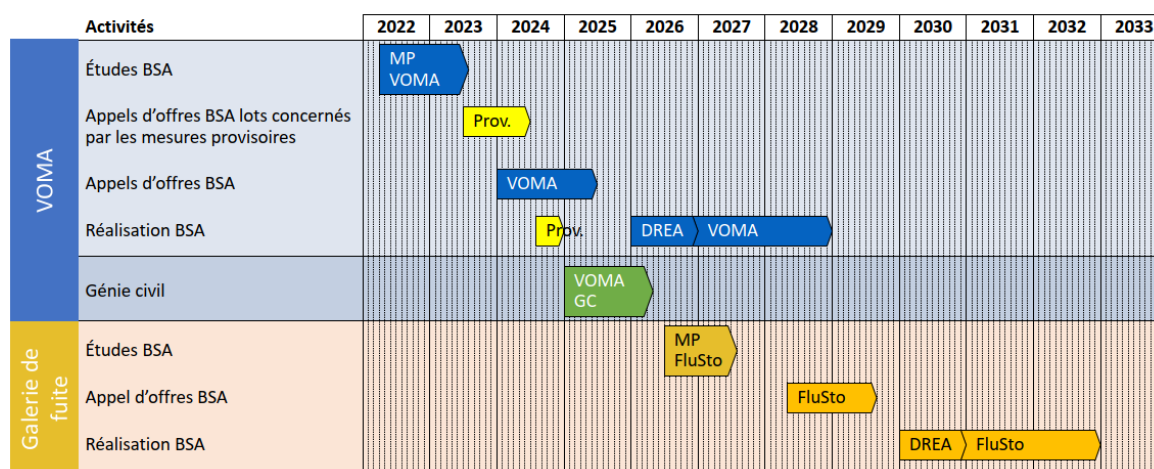 Activités 2022 2023 2024 2025 2026 2027 2028 2029 2030 2031 2032 2033
VOMA
Études BSA
MP
VOMA
Appels d'offres BSA lots concernés
par les mesures provisoires
Prov.
Appels d'offres BSA
VOMA
Réalisation BSA
Prov.
DREA
VOMA
Génie civil
VOMA
GC
Galerie de
fuite
Études BSA
MP
FluSto
Appel d'offres BSA
FluSto
Réalisation BSA
DREA
FluSto